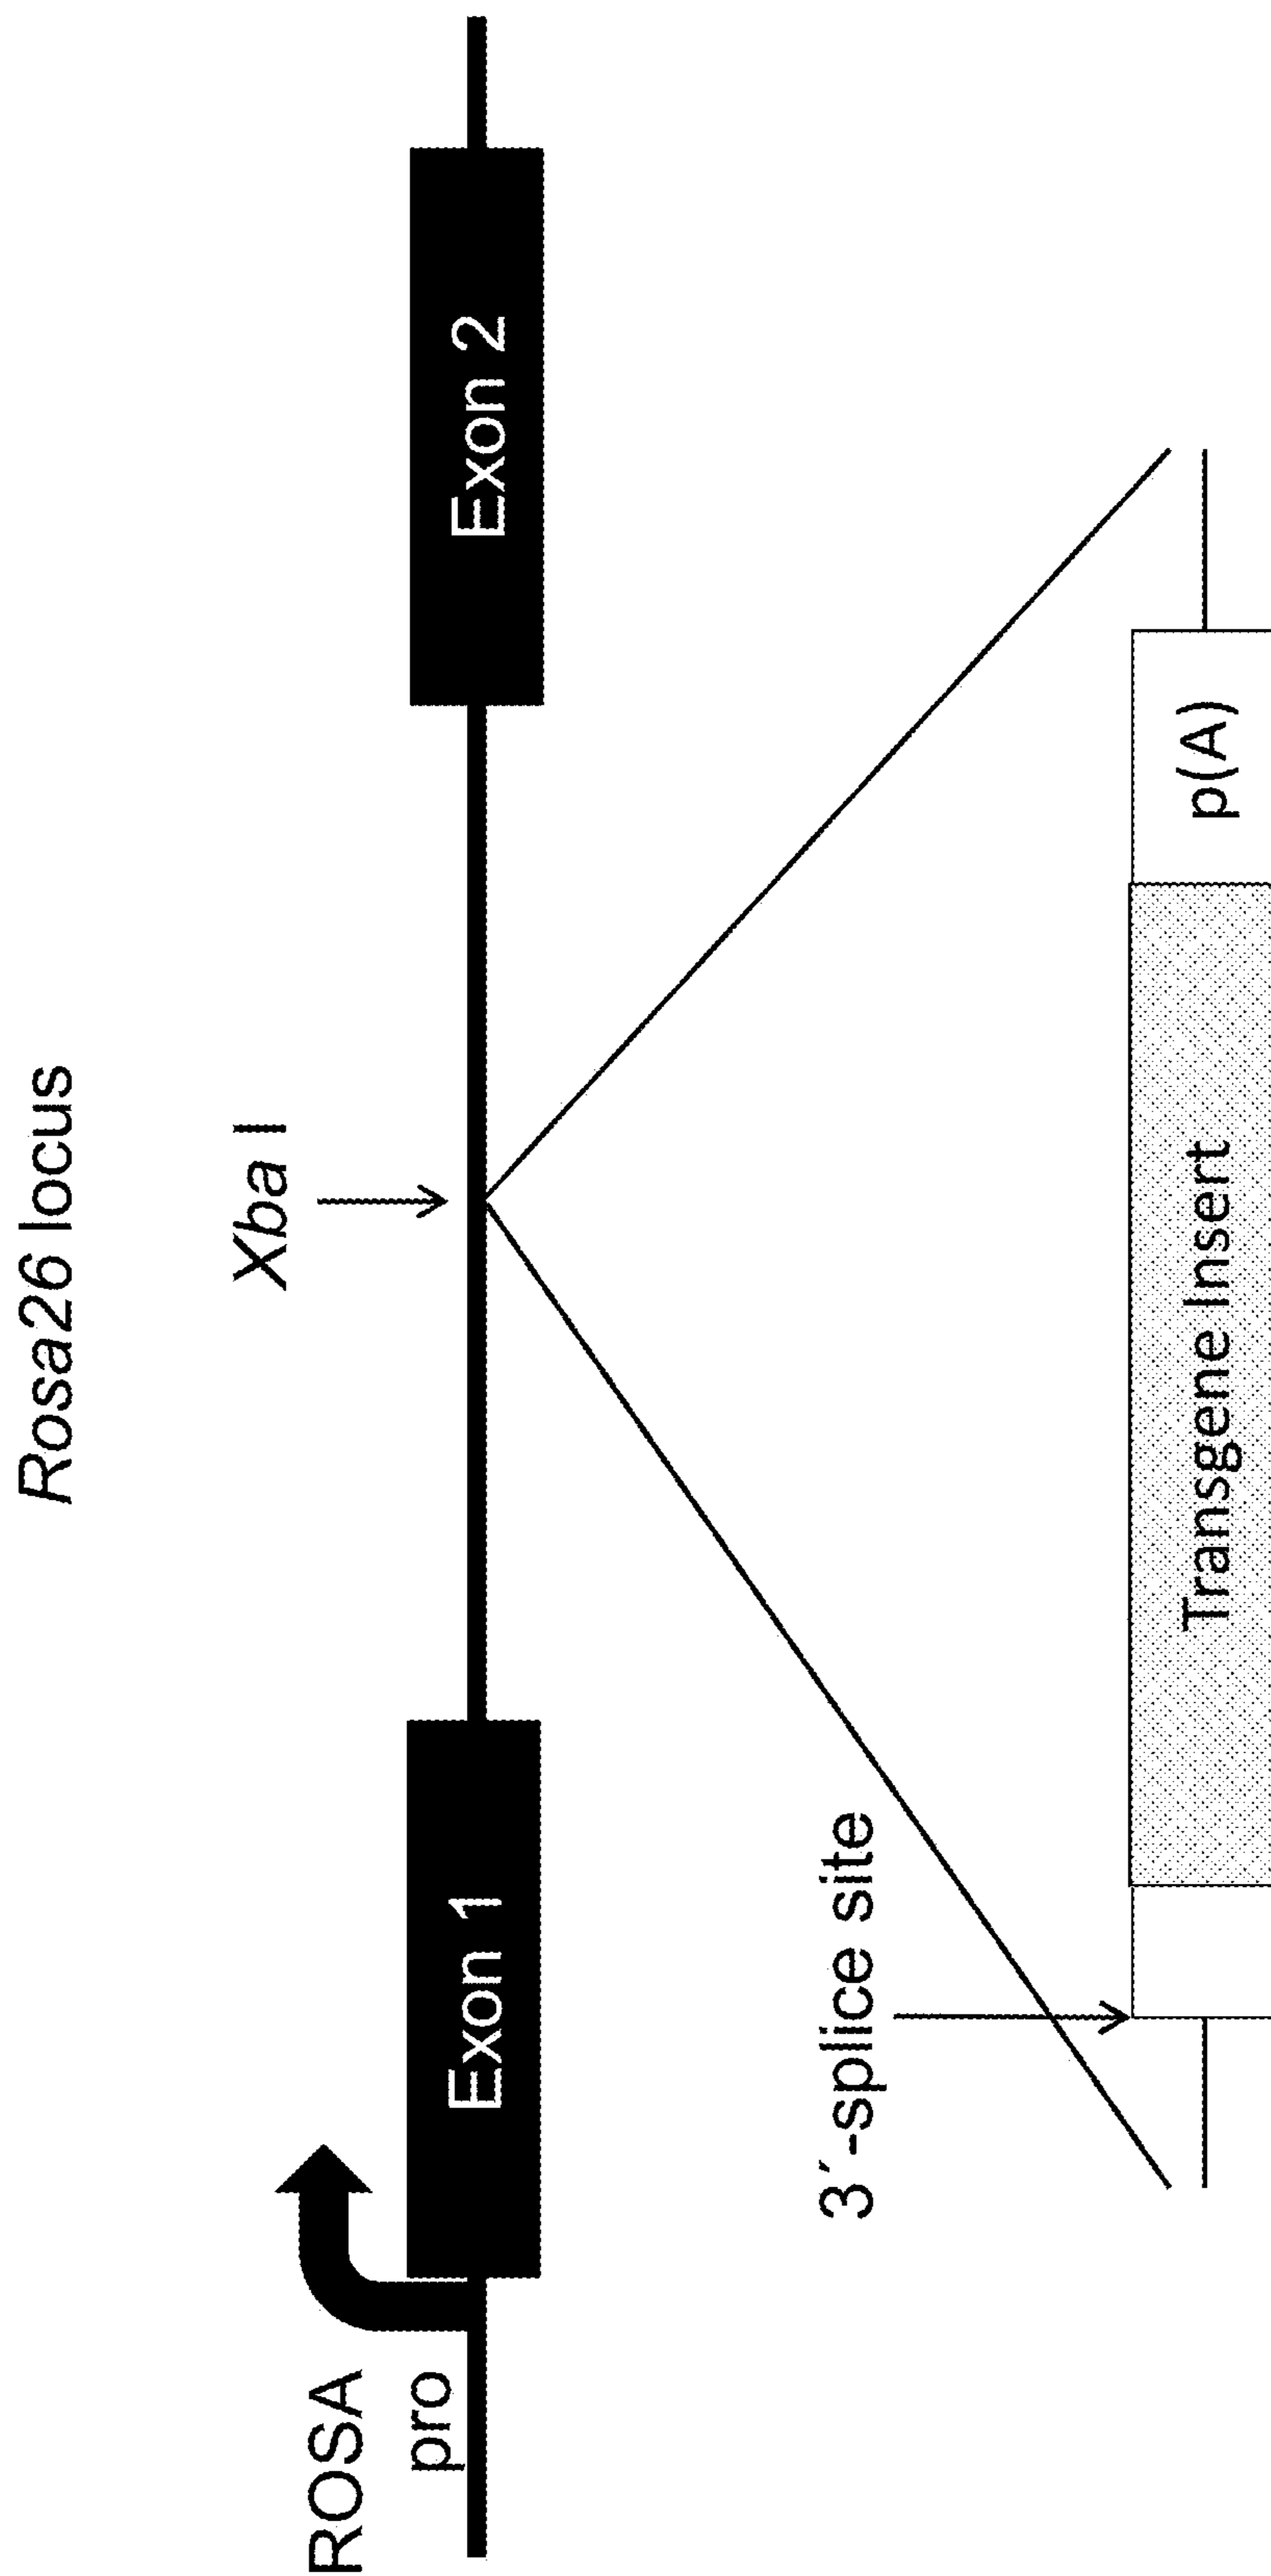 Rosa26 locus
Xba I
ROSA
pro
Exon 1
Exon 2
3´-splice site
Transgene Insert
p(A)